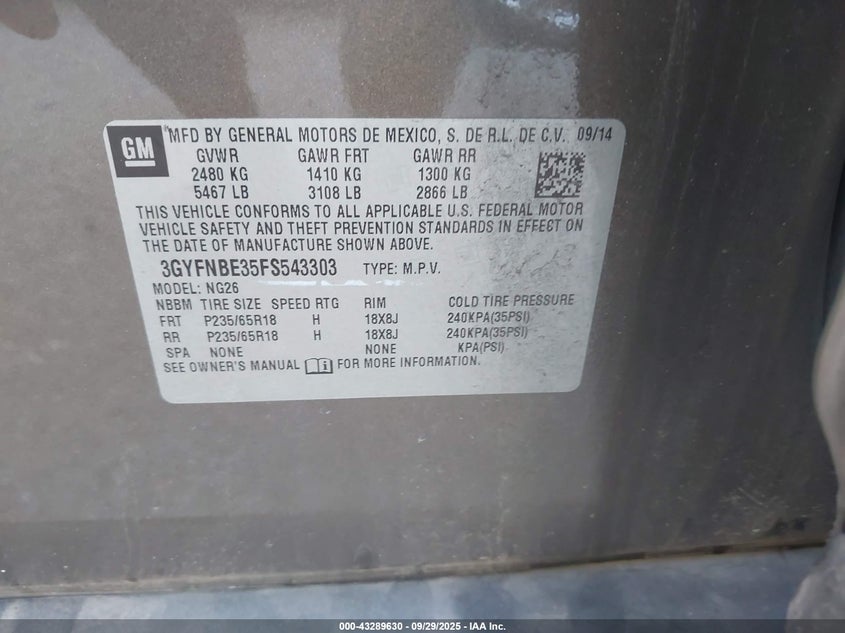 GM
MFD BY GENERAL MOTORS DE MEXICO, S. DE R.L. DE C.V. 09/14
GVWR GAWR FRT GAWR RR
2480 KG 1410 KG 1300 KG
5467 LB 3108 LB 2866 LB
THIS VEHICLE CONFORMS TO ALL APPLICABLE U.S. FEDERAL MOTOR
VEHICLE SAFETY AND THEFT PREVENTION STANDARDS IN EFFECT ON
THE DATE OF MANUFACTURE SHOWN ABOVE.
3GYFNBE35FS543303 TYPE: M.P.V.
MODEL: NG26
NBBM TIRE SIZE SPEED RTG RIM COLD TIRE PRESSURE
FRT P235/65R18 H 18X8J 240KPA(35PSI)
RR P235/65R18 H 18X8J 240KPA(35PSI)
SPA NONE NONE KPA(PSI)
SEE OWNER'S MANUAL i FOR MORE INFORMATION.
000-43289630 - 09/29/2025 - IAA Inc.